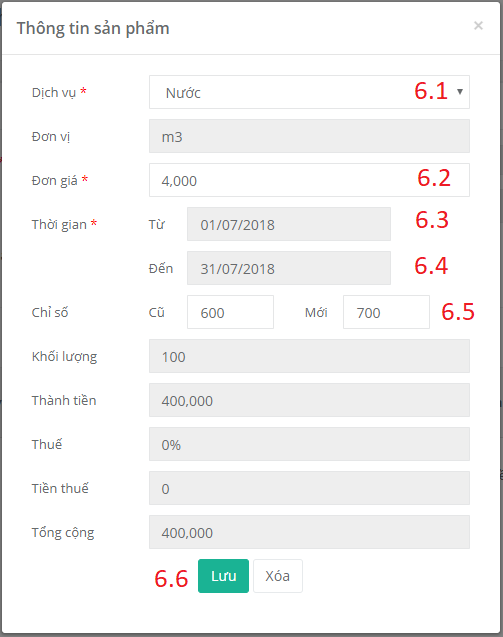 Thông tin sản phẩm ×
Dịch vụ * Nước 6.1
Đơn vị m3
Đơn giá * 4,000 6.2
Thời gian * Từ 01/07/2018 6.3
Đến 31/07/2018 6.4
Chỉ số Cũ 600 Mới 700 6.5
Khối lượng 100
Thành tiền 400,000
Thuế 0%
Tiền thuế 0
Tổng cộng 400,000
6.6 Lưu Xóa